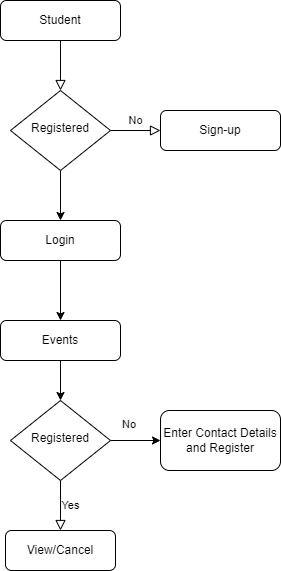 Student
Registered
No
Sign-up
Login
Events
Registered
No
Enter Contact Details
and Register
Yes
View/Cancel